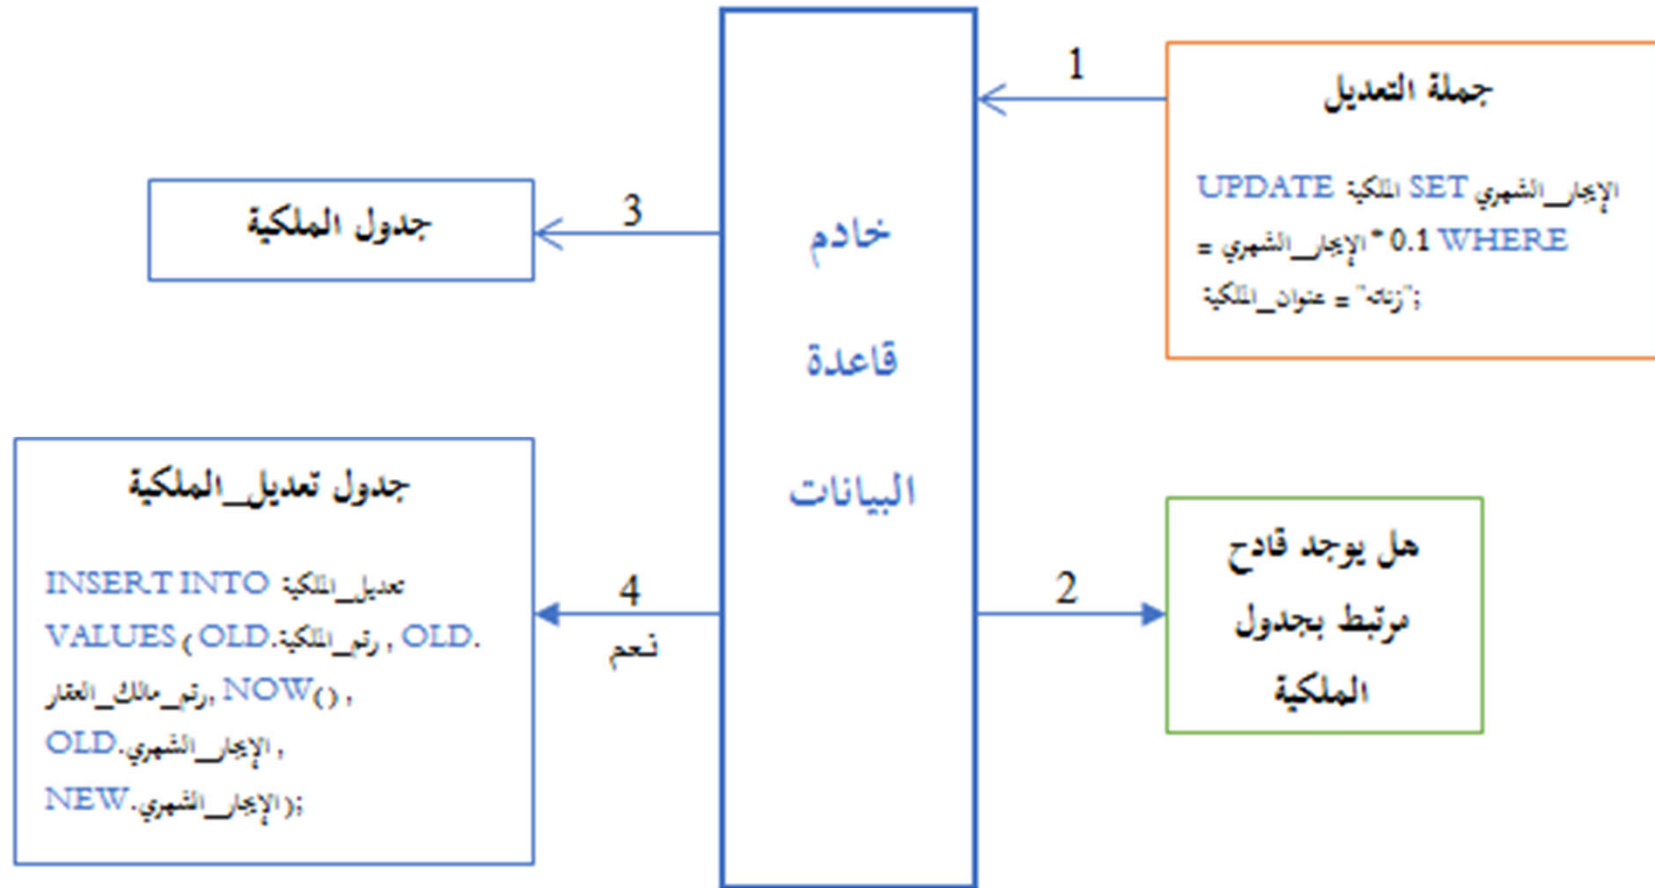 جملة التعديل
UPDATE الملكية SET الإيجار_الشهري
= الإيجار_الشهري * 0.1 WHERE
عنوان_الملكية = "زناته";
1
خادم
قاعدة
البيانات
2
هل يوجد قادح
مرتبط بجدول
الملكية
3
جدول الملكية
4
نعم
جدول تعديل_الملكية
INSERT INTO تعديل_الملكية
VALUES ( OLD.رقم_الملكية , OLD.
رقم_مالك_العقار, NOW() ,
OLD.الإيجار_الشهري ,
NEW.الإيجار_الشهري );